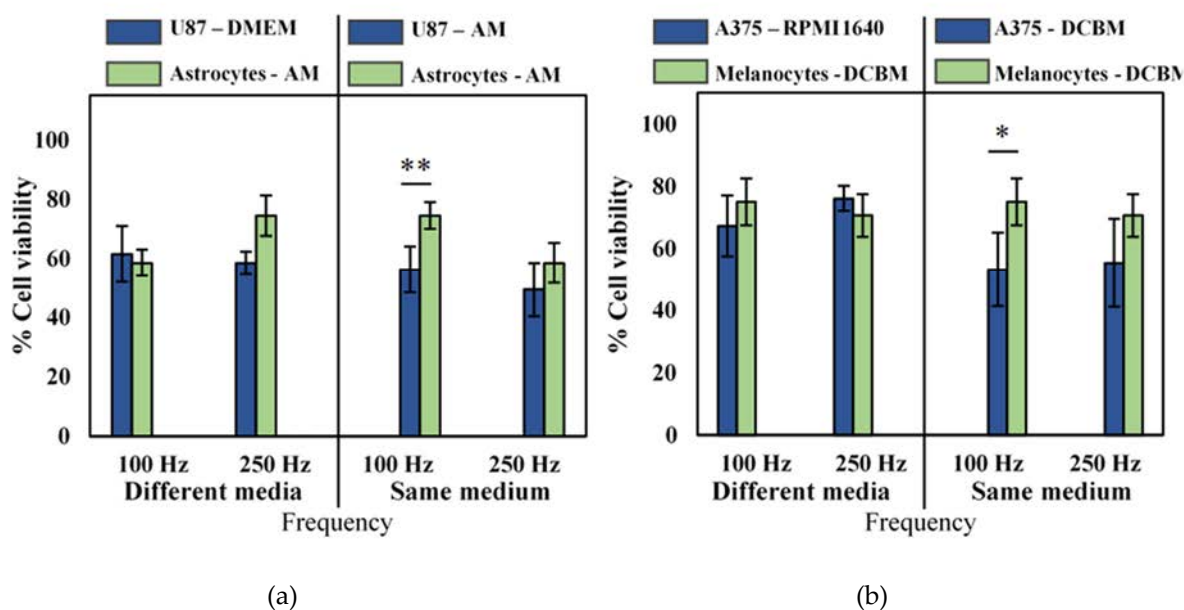 U87 – DMEM
Astrocytes - AM
U87 – AM
Astrocytes - AM
% Cell viability
100
80
60
40
20
0
**
100 Hz 250 Hz 100 Hz 250 Hz
Different media Same medium
Frequency
(a)
A375 – RPMI1640
Melanocytes - DCBM
A375 - DCBM
Melanocytes - DCBM
% Cell viability
100
80
60
40
20
0
*
100 Hz 250 Hz 100 Hz 250 Hz
Different media Same medium
Frequency
(b)